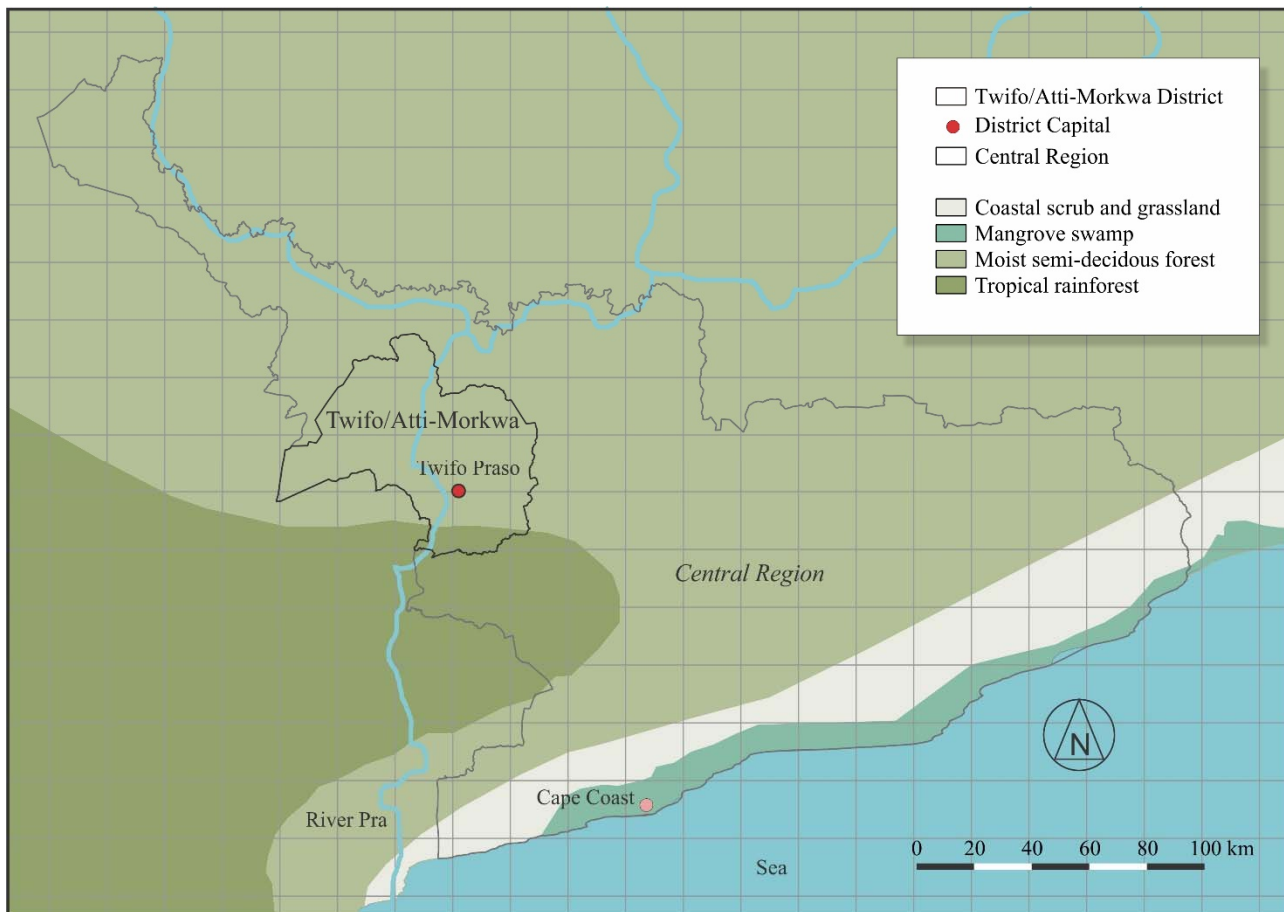 Twifo/Atti-Morkwa District
District Capital
Central Region
Coastal scrub and grassland
Mangrove swamp
Moist semi-decidous forest
Tropical rainforest
Twifo/Atti-Morkwa
Twifo Praso
Central Region
N
Cape Coast
River Pra
Sea
0 20 40 60 80 100 km